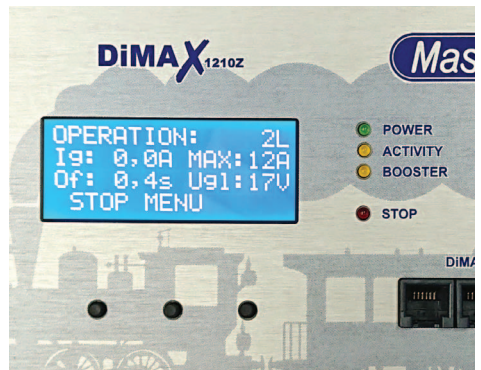 DiMAX 1210Z
Mas
OPERATION: 2L
Ig: 0,0A MAX:12A
Of: 0,4s Ugl:17V
STOP MENU
POWER
ACTIVITY
BOOSTER
STOP
DiMA